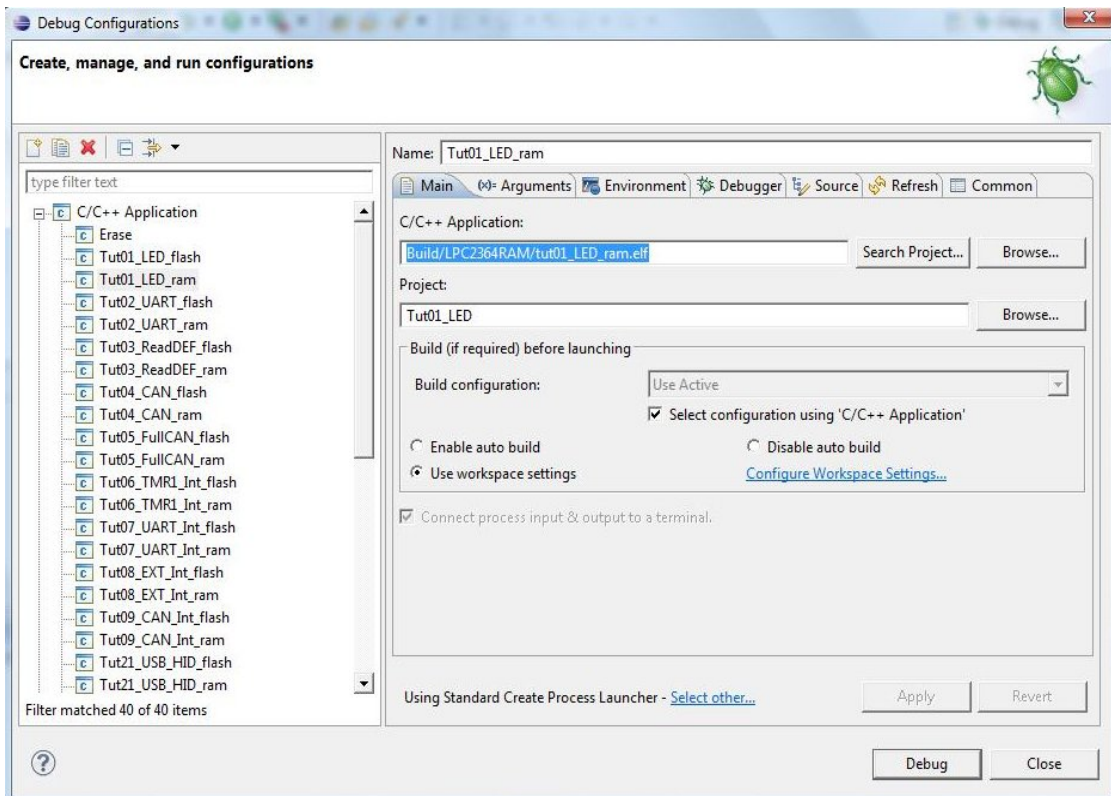 Debug Configurations
Create, manage, and run configurations
type filter text
C/C++ Application
Erase
Tut01_LED_flash
Tut01_LED_ram
Tut02_UART_flash
Tut02_UART_ram
Tut03_ReadDEF_flash
Tut03_ReadDEF_ram
Tut04_CAN_flash
Tut04_CAN_ram
Tut05_FullCAN_flash
Tut05_FullCAN_ram
Tut06_TMR1_Int_flash
Tut06_TMR1_Int_ram
Tut07_UART_Int_flash
Tut07_UART_Int_ram
Tut08_EXT_Int_flash
Tut08_EXT_Int_ram
Tut09_CAN_Int_flash
Tut09_CAN_Int_ram
Tut21_USB_HID_flash
Tut21_USB_HID_ram
Filter matched 40 of 40 items
Name: Tut01_LED_ram
Main (x)= Arguments Environment Debugger Source Refresh Common
C/C++ Application:
Build/LPC2364RAM/tut01_LED_ram.elf Search Project... Browse...
Project:
Tut01_LED Browse...
Build (if required) before launching
Build configuration: Use Active
Select configuration using 'C/C++ Application'
Enable auto build Disable auto build
Use workspace settings Configure Workspace Settings...
Connect process input & output to a terminal.
Using Standard Create Process Launcher - Select other... Apply Revert
? Debug Close